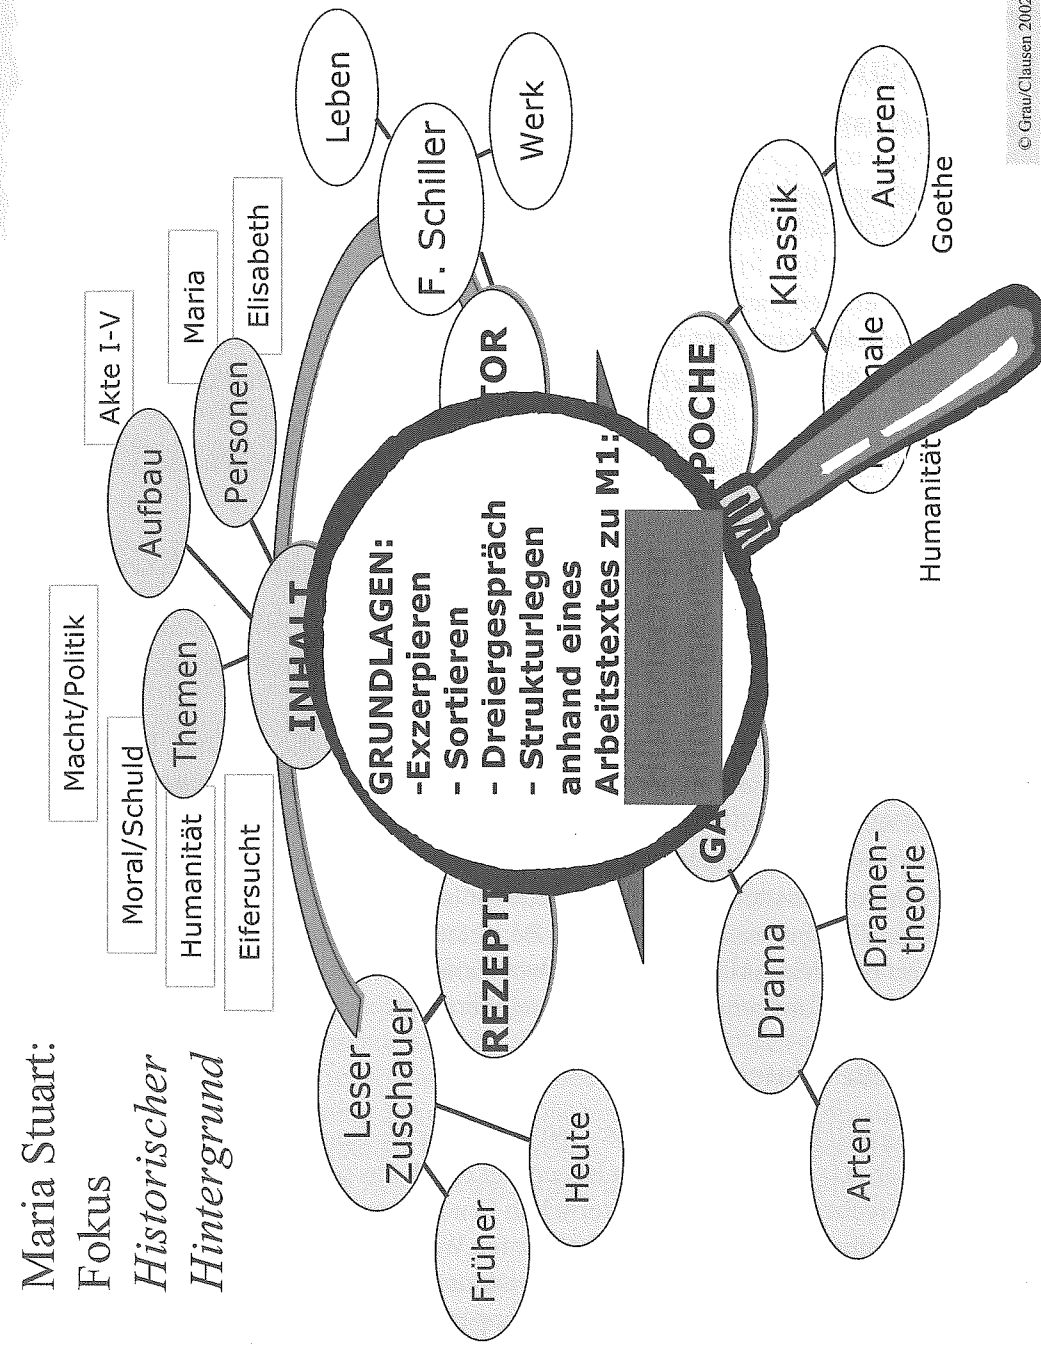 Maria Stuart:
Fokus
Historischer
Hintergrund
Macht/Politik
Moral/Schuld
Humanität
Eifersucht
Themen
Aufbau
Akte I-V
Personen
Maria
Elisabeth
INHALT
Leben
F. Schiller
Werk
TOR
Leser
Zuschauer
Früher
Heute
REZEPTI
GRUNDLAGEN:
-Exzerpieren
- Sortieren
- Dreiergespräch
- Strukturlegen
anhand eines
Arbeitstextes zu M1:
POCHE
Klassik
Autoren
Goethe
male
Humanität
GA
Drama
Dramen-
theorie
Arten
© Grau/Clausen 2002